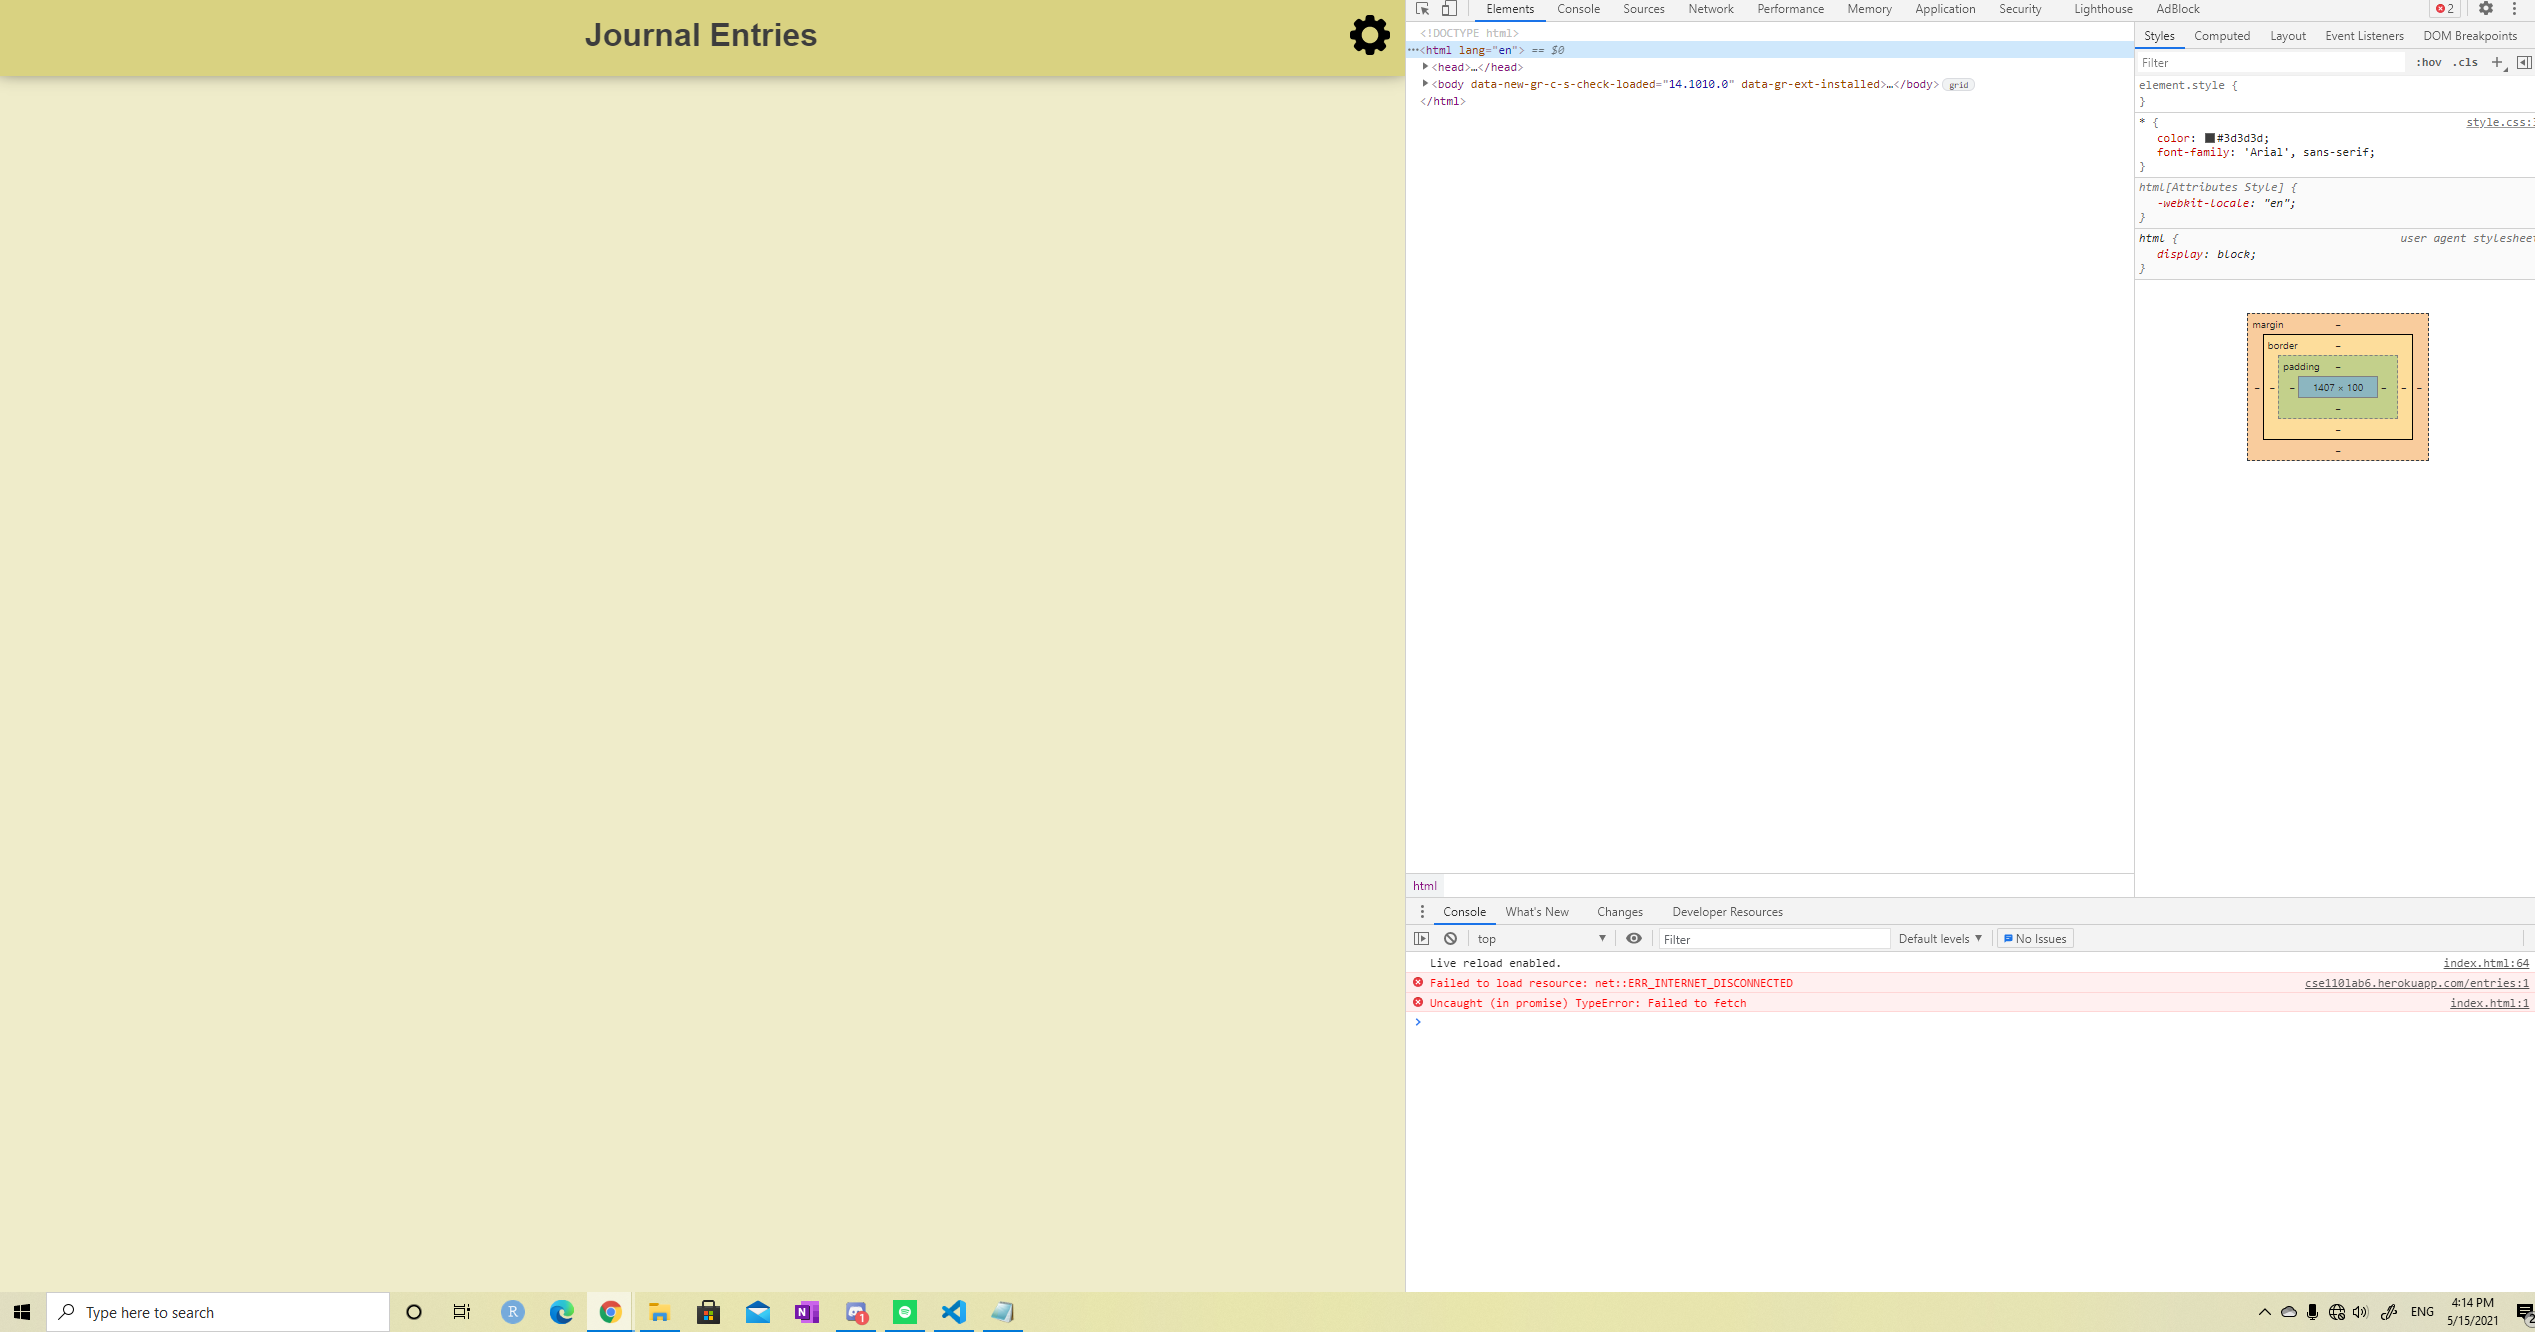 Journal Entries
Elements Console Sources Network Performance Memory Application Security Lighthouse AdBlock 2
<!DOCTYPE html>
…<html lang="en"> == $0
<head>…</head>
<body data-new-gr-c-s-check-loaded="14.1010.0" data-gr-ext-installed>…</body> grid
</html>
html
Styles Computed Layout Event Listeners DOM Breakpoints
Filter :hov .cls +
element.style {
}
* { style.css:
color: #3d3d3d;
font-family: 'Arial', sans-serif;
}
html[Attributes Style] {
-webkit-locale: "en";
}
html { user agent stylesheet
display: block;
}
margin –
border –
padding –
– – – 1407 × 100 – – –
–
–
–
Console What's New Changes Developer Resources
top Filter Default levels No Issues
Live reload enabled. index.html:64
Failed to load resource: net::ERR_INTERNET_DISCONNECTED cse110lab6.herokuapp.com/entries:1
Uncaught (in promise) TypeError: Failed to fetch index.html:1
>
Type here to search R N 1 ENG 4:14 PM
5/15/2021 2